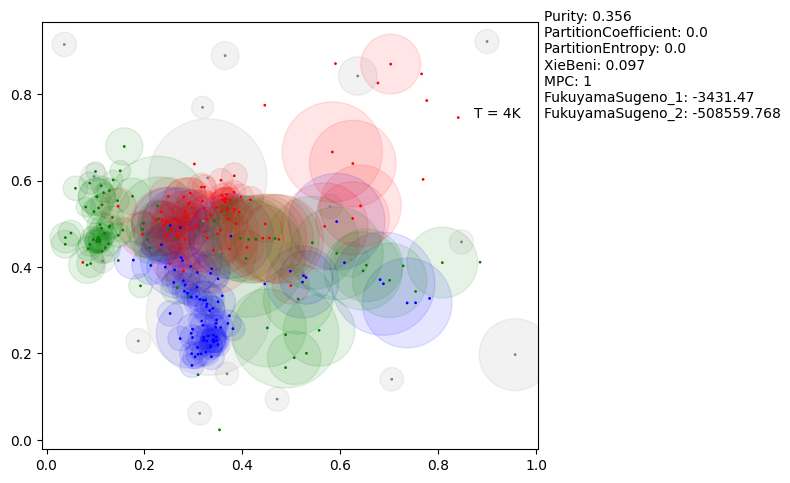 Purity: 0.356
PartitionCoefficient: 0.0
PartitionEntropy: 0.0
XieBeni: 0.097
MPC: 1
FukuyamaSugeno_1: -3431.47
FukuyamaSugeno_2: -508559.768
T = 4K
0.8
0.6
0.4
0.2
0.0
0.0 0.2 0.4 0.6 0.8 1.0